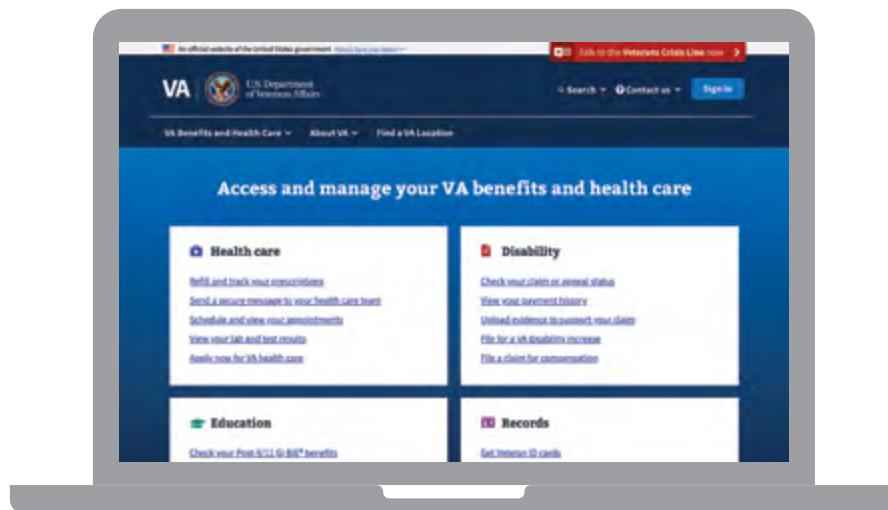 An official website of the United States government Here's how you know
Talk to the Veterans Crisis Line now
VA
U.S. Department
of Veterans Affairs
Search
Contact us
Sign in
VA Benefits and Health Care
About VA
Find a VA Location
Access and manage your VA benefits and health care
Health care
Refill and track your prescriptions
Send a secure message to your health care team
Schedule and view your appointments
View your lab and test results
Apply now for VA health care
Disability
Check your claim or appeal status
View your payment history
Upload evidence to support your claim
File for a VA disability increase
File a claim for compensation
Education
Check your Post-9/11 GI Bill® benefits
Records
Get Veteran ID cards